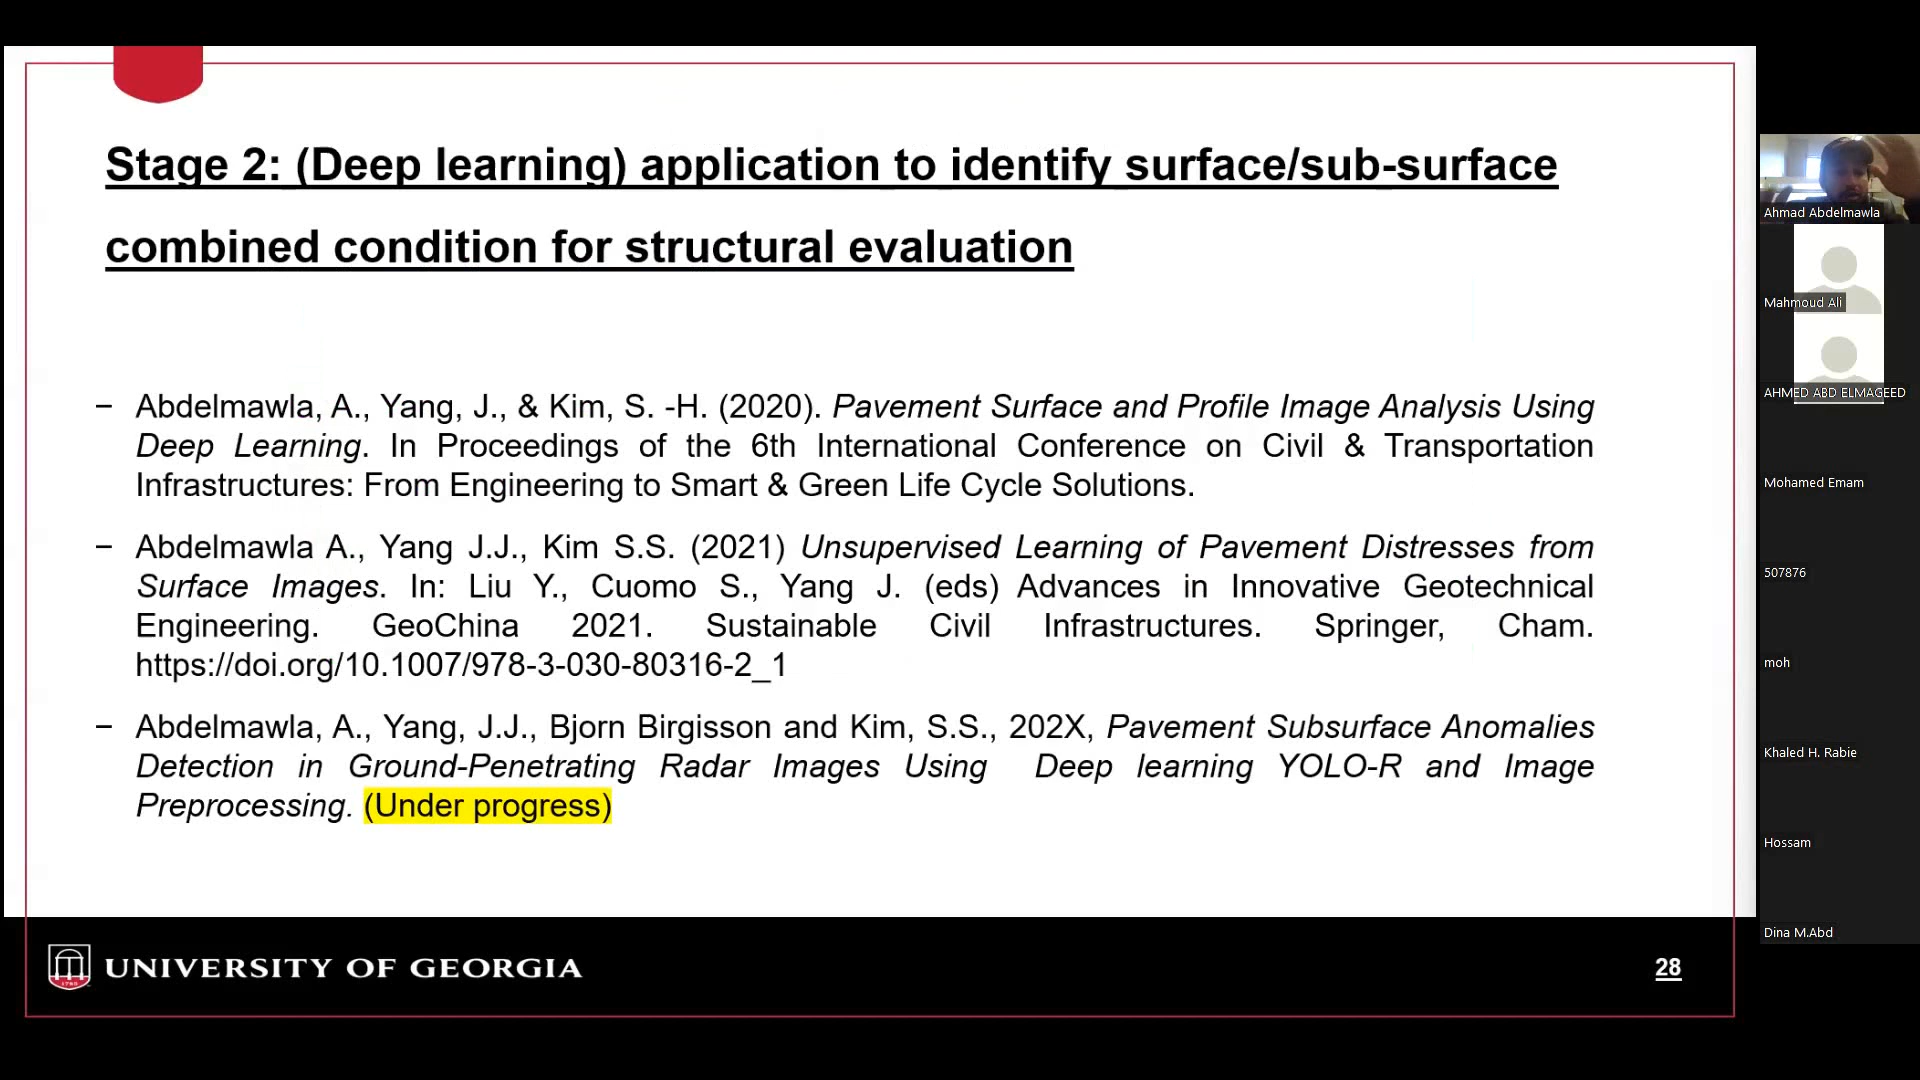 Stage 2: (Deep learning) application to identify surface/sub-surface
combined condition for structural evaluation
– Abdelmawla, A., Yang, J., & Kim, S. -H. (2020). Pavement Surface and Profile Image Analysis Using
Deep Learning. In Proceedings of the 6th International Conference on Civil & Transportation
Infrastructures: From Engineering to Smart & Green Life Cycle Solutions.
– Abdelmawla A., Yang J.J., Kim S.S. (2021) Unsupervised Learning of Pavement Distresses from
Surface Images. In: Liu Y., Cuomo S., Yang J. (eds) Advances in Innovative Geotechnical
Engineering. GeoChina 2021. Sustainable Civil Infrastructures. Springer, Cham.
https://doi.org/10.1007/978-3-030-80316-2_1
– Abdelmawla, A., Yang, J.J., Bjorn Birgisson and Kim, S.S., 202X, Pavement Subsurface Anomalies
Detection in Ground-Penetrating Radar Images Using Deep learning YOLO-R and Image
Preprocessing. (Under progress)
1785
UNIVERSITY OF GEORGIA
28
Ahmad Abdelmawla
Mahmoud Ali
AHMED ABD ELMAGEED
Mohamed Emam
507876
moh
Khaled H. Rabie
Hossam
Dina M.Abd